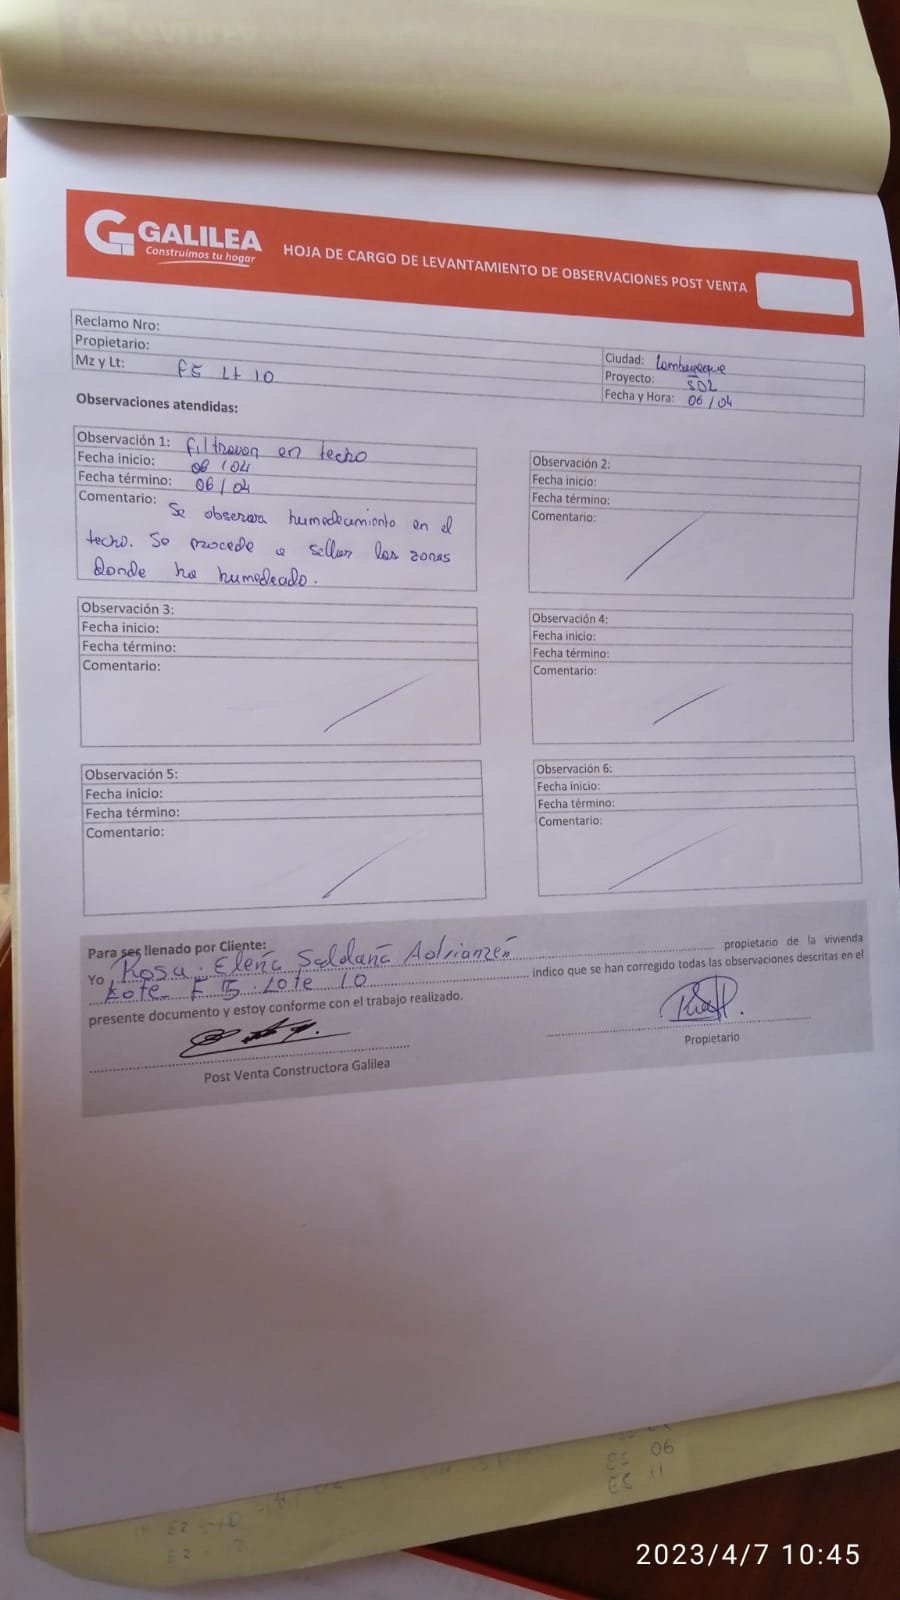 GALILEA
Construimos tu hogar
HOJA DE CARGO DE LEVANTAMIENTO DE OBSERVACIONES POST VENTA
Reclamo Nro:
Propietario:
Mz y Lt: F5 Lt 10
Ciudad: Lambayeque
Proyecto: SOL
Fecha y Hora: 06/04
Observaciones atendidas:
Observación 1: filtracion en techo
Fecha inicio: 06/04
Fecha término: 06/04
Comentario: Se observa humedecimiento en el
techo. Se procede a sellar las zonas
donde ha humedeado.
Observación 2:
Fecha inicio:
Fecha término:
Comentario:
Observación 3:
Fecha inicio:
Fecha término:
Comentario:
Observación 4:
Fecha inicio:
Fecha término:
Comentario:
Observación 5:
Fecha inicio:
Fecha término:
Comentario:
Observación 6:
Fecha inicio:
Fecha término:
Comentario:
Para ser llenado por Cliente:
Yo Rosa Elena Saldaña Adrianzén propietario de la vivienda
Lote F5 Lote 10 indico que se han corregido todas las observaciones descritas en el
presente documento y estoy conforme con el trabajo realizado.
Post Venta Constructora Galilea
Propietario
06
11
2023/4/7 10:45